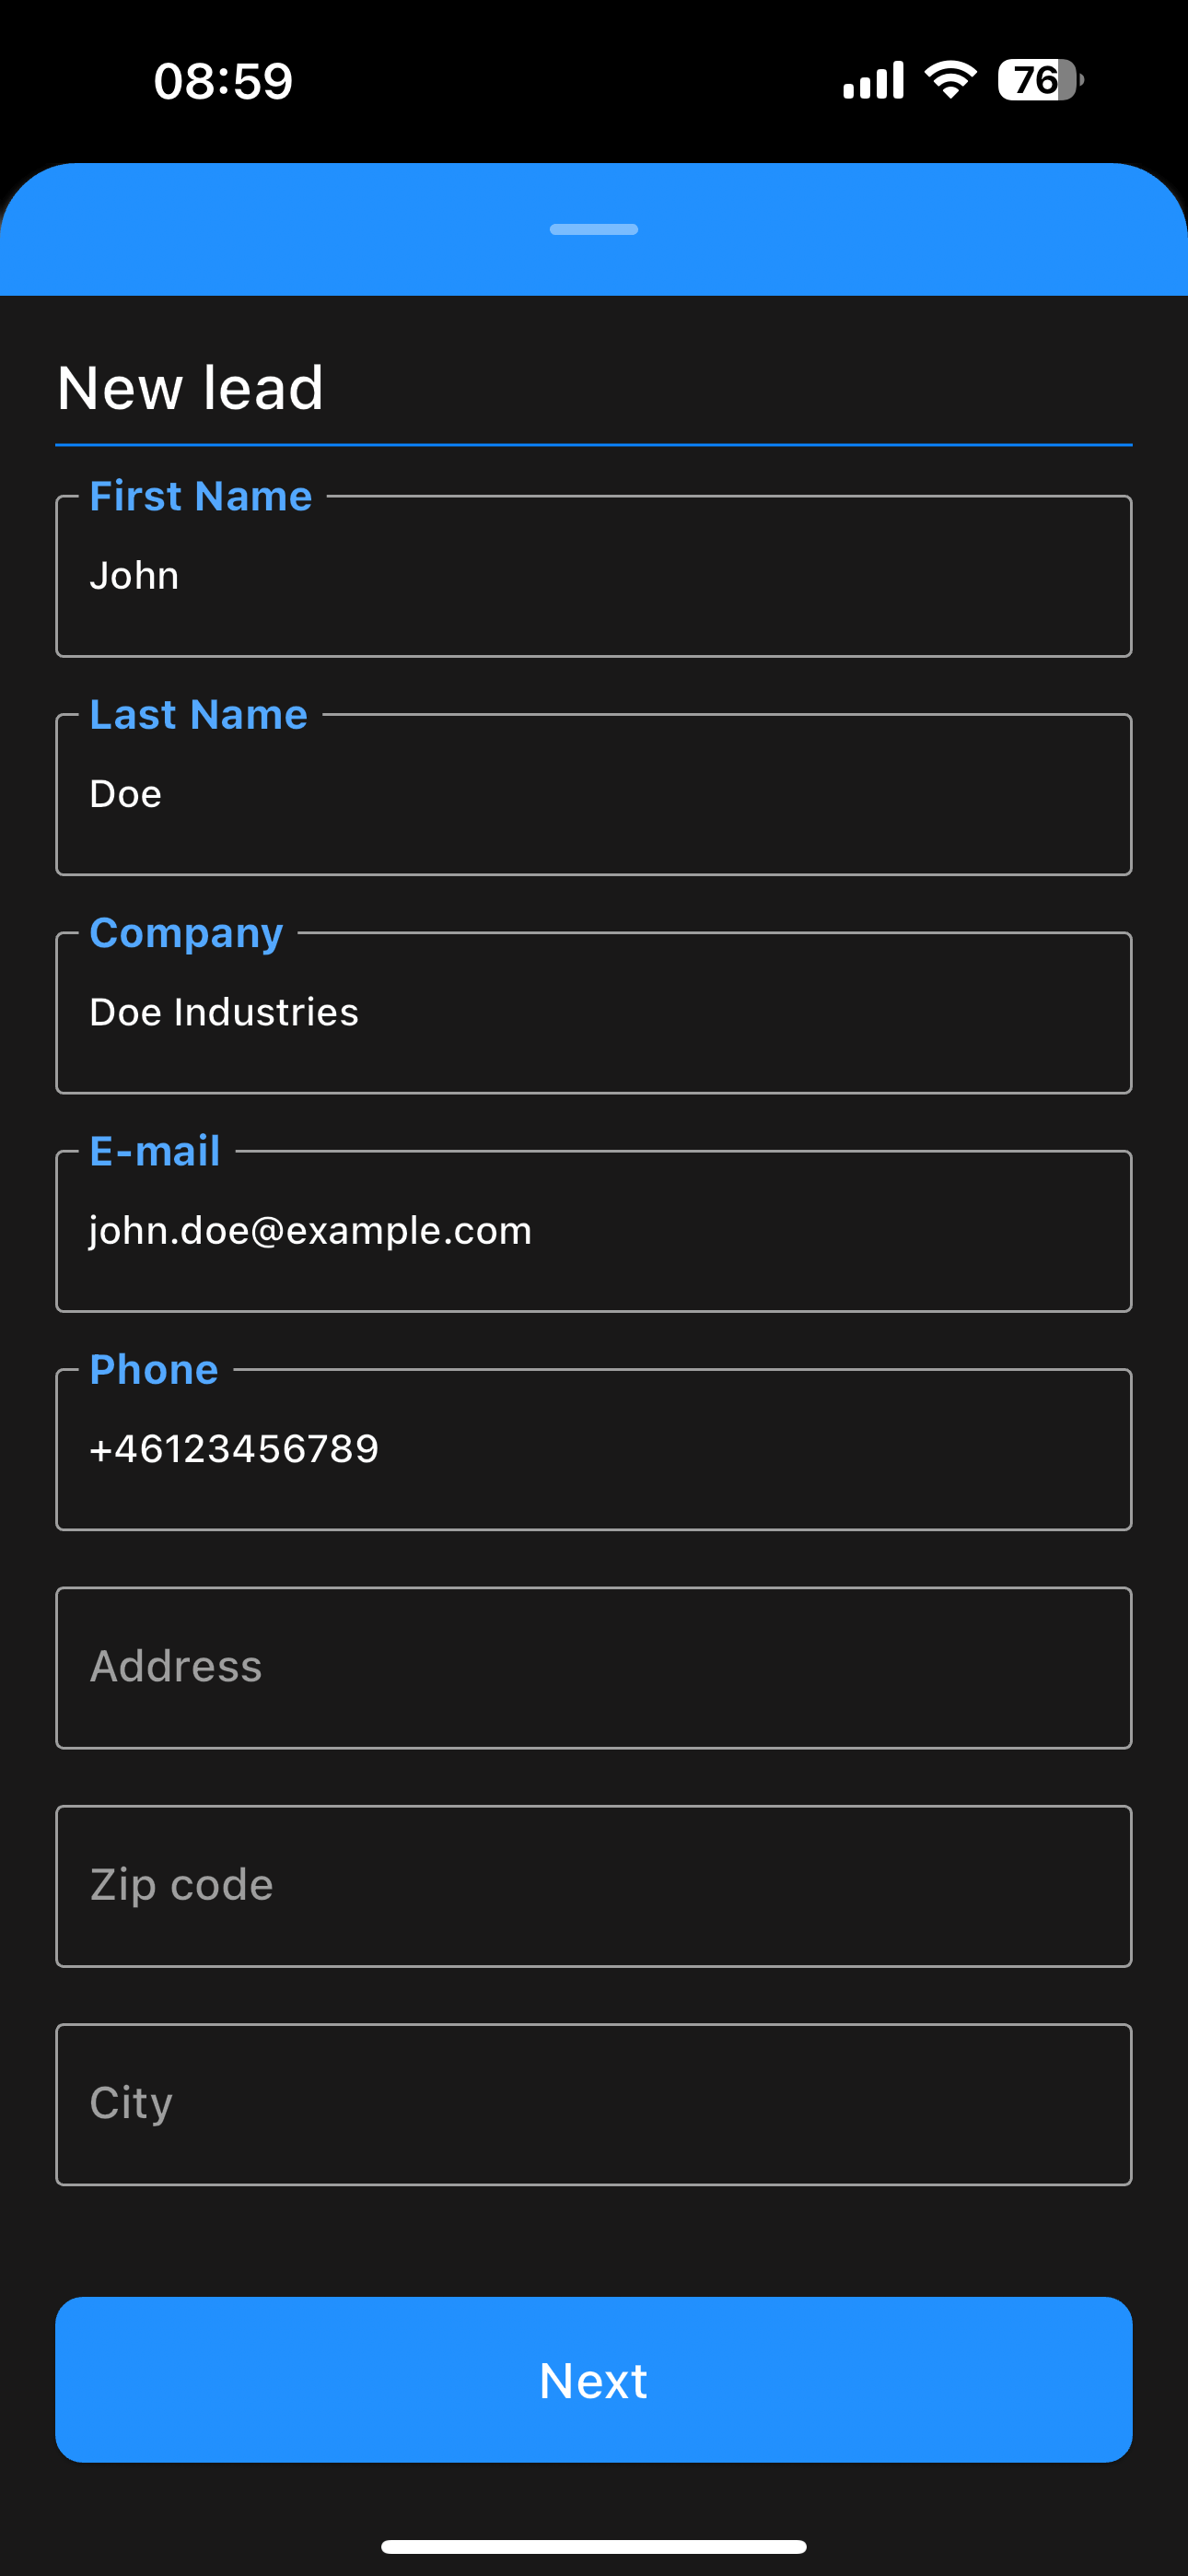 08:59
76
New lead
First Name
John
Last Name
Doe
Company
Doe Industries
E-mail
john.doe@example.com
Phone
+46123456789
Address
Zip code
City
Next